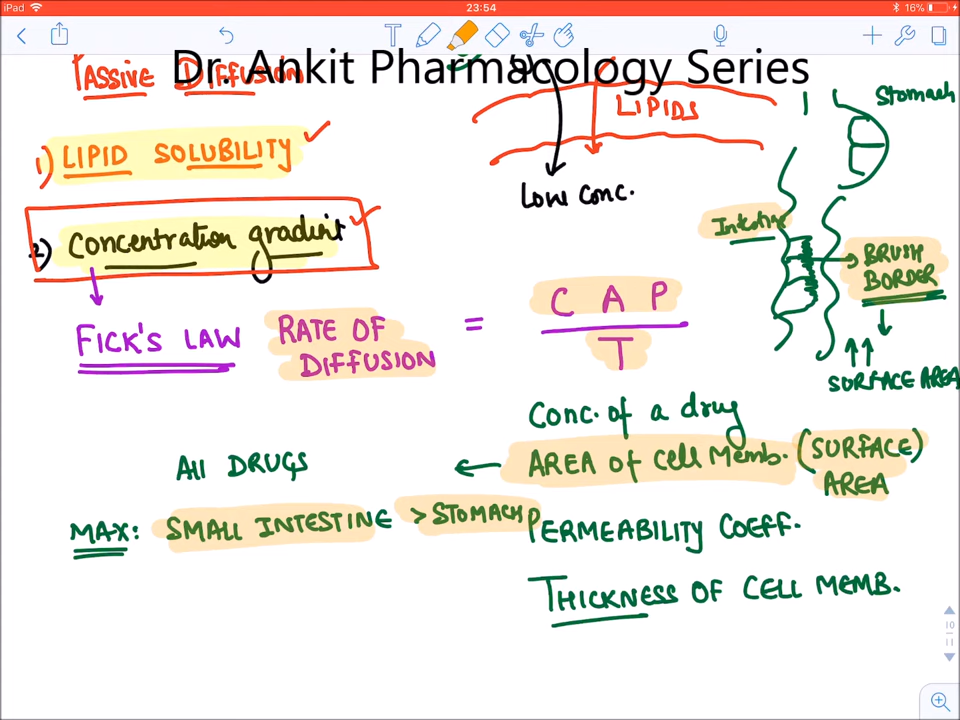 iPad
23:54
16%
T
Dr. Ankit Pharmacology Series
PASSIVE DIFFUSION
1) LIPID SOLUBILITY
2) Concentration gradient
FICK'S LAW
RATE OF
DIFFUSION
=
C A P
T
LIPIDS
Low Conc.
Stomach
Intestine
BRUSH
BORDER
SURFACE AREA
Conc. of a drug
AREA of Cell Memb. (SURFACE)
AREA
PERMEABILITY COEFF.
THICKNESS OF CELL MEMB.
All DRUGS
MAX: SMALL INTESTINE > STOMACH
10
11